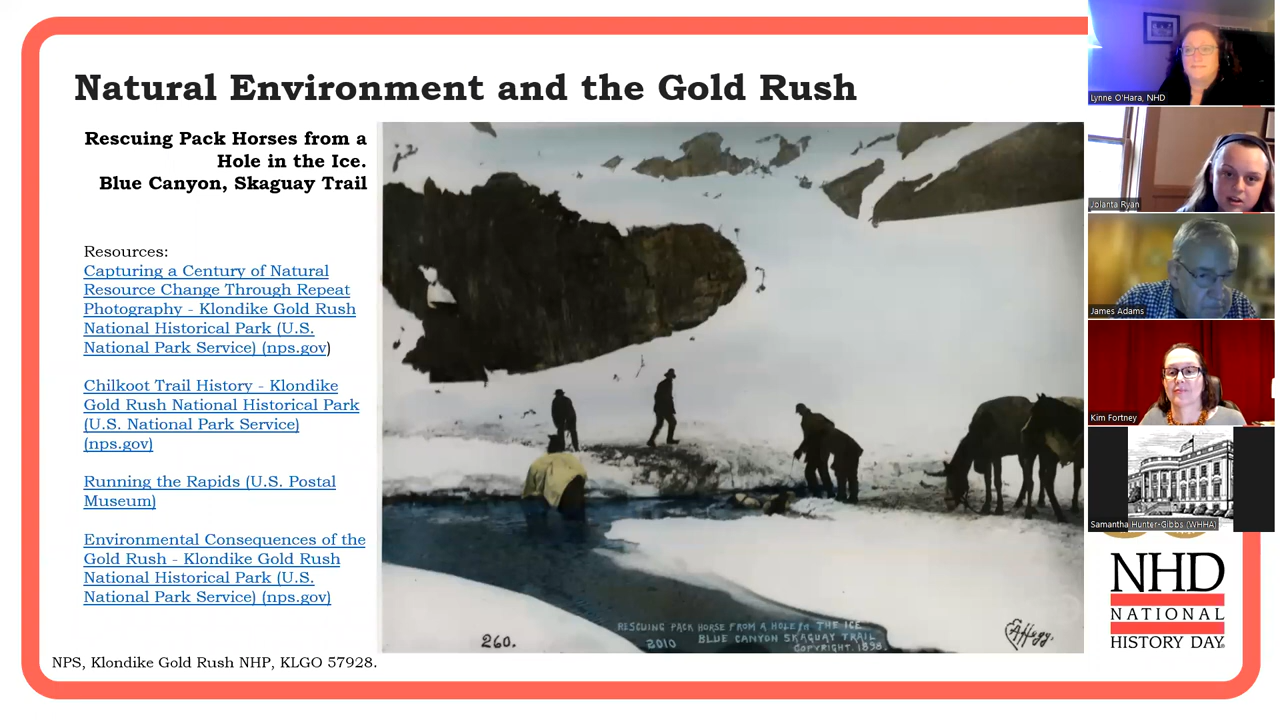 Natural Environment and the Gold Rush
Rescuing Pack Horses from a
Hole in the Ice.
Blue Canyon, Skaguay Trail
Resources:
Capturing a Century of Natural
Resource Change Through Repeat
Photography - Klondike Gold Rush
National Historical Park (U.S.
National Park Service) (nps.gov)
Chilkoot Trail History - Klondike
Gold Rush National Historical Park
(U.S. National Park Service)
(nps.gov)
Running the Rapids (U.S. Postal
Museum)
Environmental Consequences of the
Gold Rush - Klondike Gold Rush
National Historical Park (U.S.
National Park Service) (nps.gov)
NPS, Klondike Gold Rush NHP, KLGO 57928.
260.
RESCUING PACK HORSE FROM A HOLE IN THE ICE
2010 BLUE CANYON SKAGUAY TRAIL
COPYRIGHT. 1898.
Hegg.
Lynne O'Hara, NHD
Jolanta Ryan
James Adams
Kim Fortney
Samantha Hunter-Gibbs (WHHA)
NHD
NATIONAL
HISTORY DAY